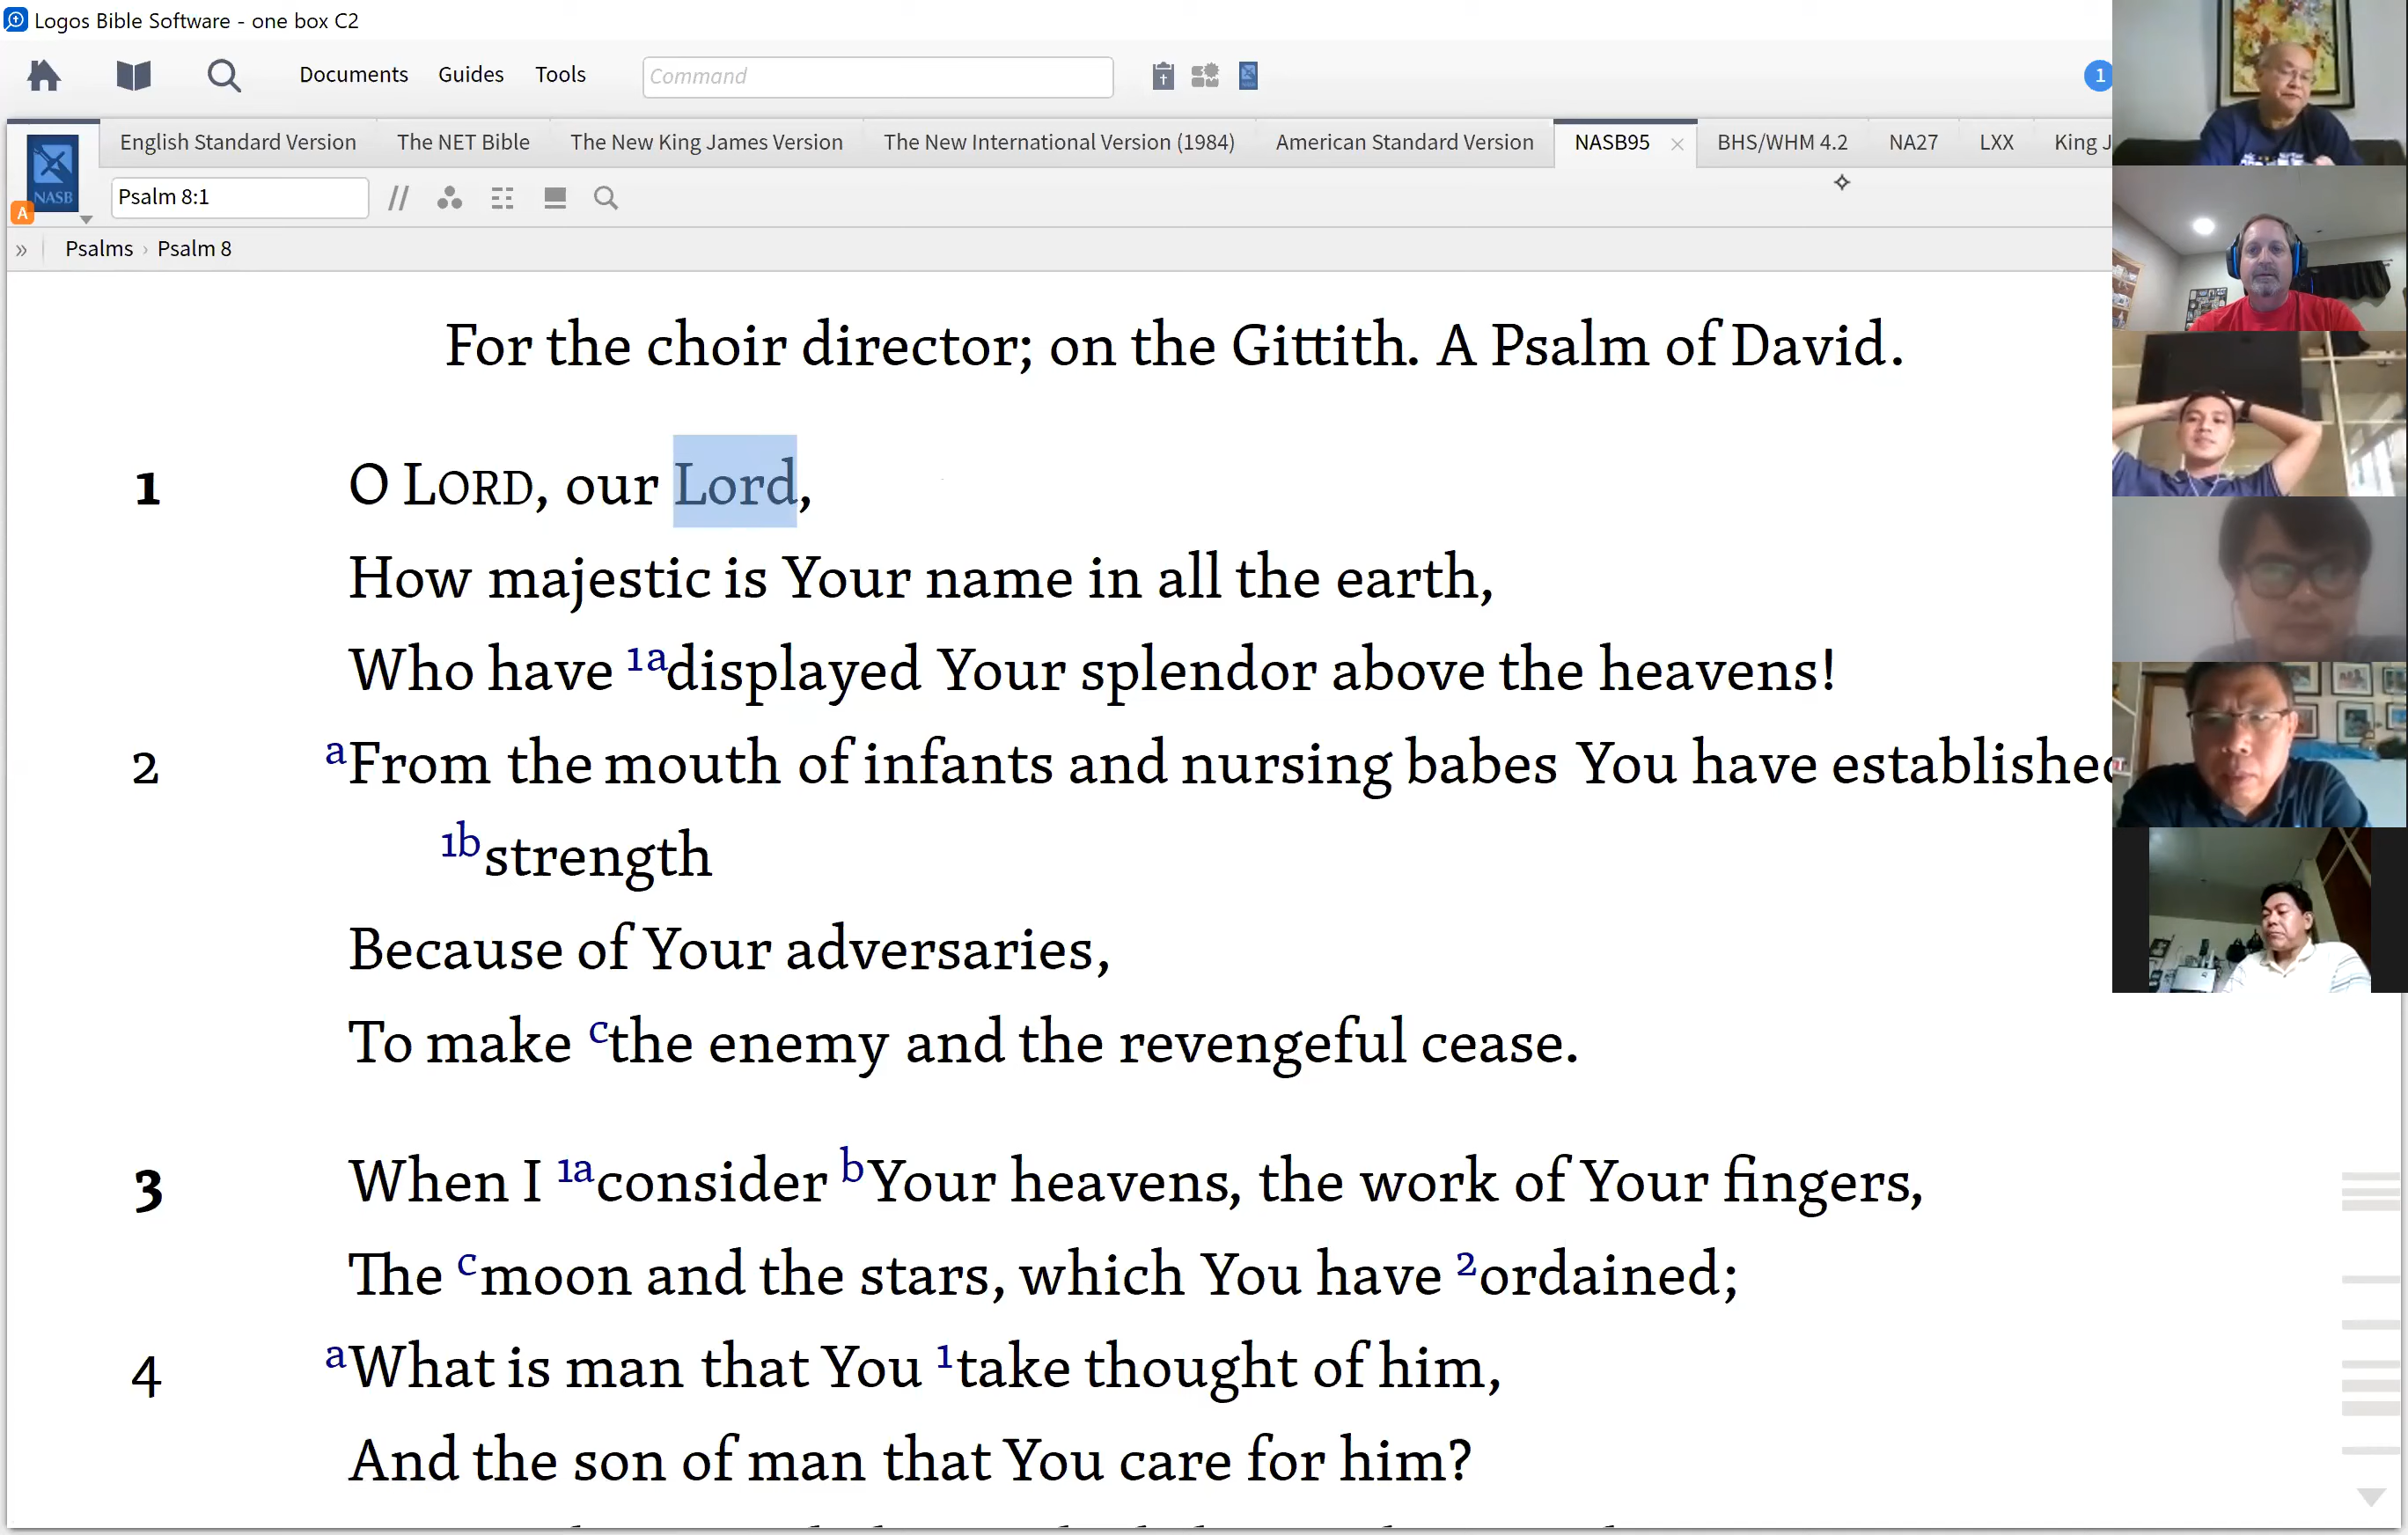 Logos Bible Software - one box C2
Documents Guides Tools Command 1
English Standard Version The NET Bible The New King James Version The New International Version (1984) American Standard Version NASB95 BHS/WHM 4.2 NA27 LXX King J
NASB
A
Psalm 8:1
» Psalms › Psalm 8
For the choir director; on the Gittith. A Psalm of David.
1 O LORD, our Lord,
How majestic is Your name in all the earth,
Who have 1adisplayed Your splendor above the heavens!
2 aFrom the mouth of infants and nursing babes You have established
1bstrength
Because of Your adversaries,
To make cthe enemy and the revengeful cease.
3 When I 1aconsider bYour heavens, the work of Your fingers,
The cmoon and the stars, which You have 2ordained;
4 aWhat is man that You 1take thought of him,
And the son of man that You care for him?